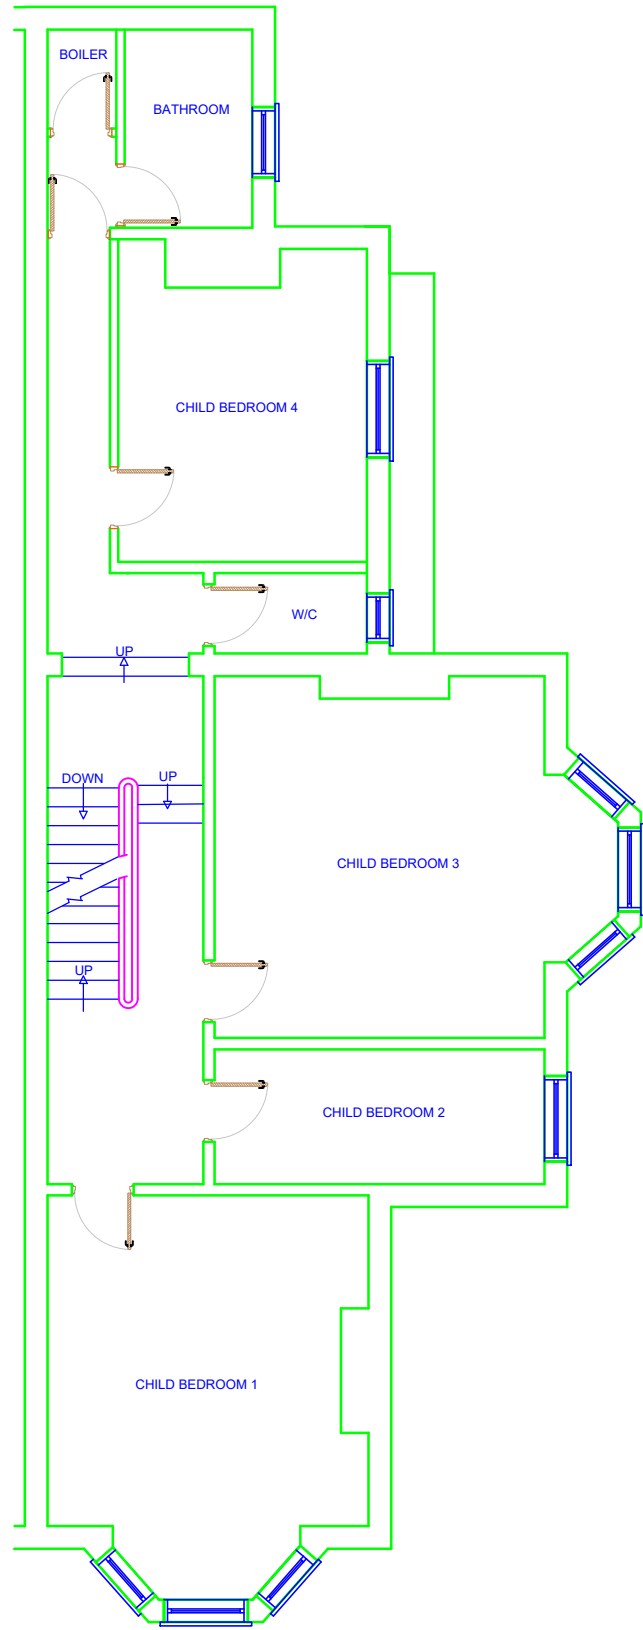 BOILER
BATHROOM
CHILD BEDROOM 4
W/C
UP
DOWN
UP
CHILD BEDROOM 3
UP
CHILD BEDROOM 2
CHILD BEDROOM 1